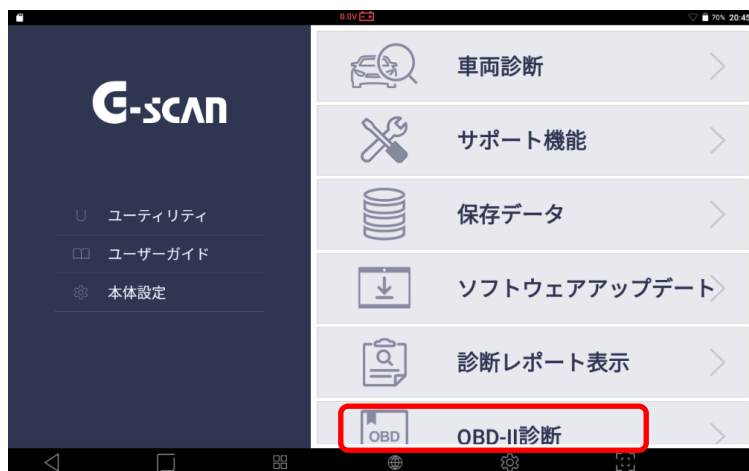 0.0V
70% 20:45
G-scan
U ユーティリティ
ユーザーガイド
本体設定
車両診断
サポート機能
保存データ
ソフトウェアアップデート
診断レポート表示
OBD
OBD-II診断